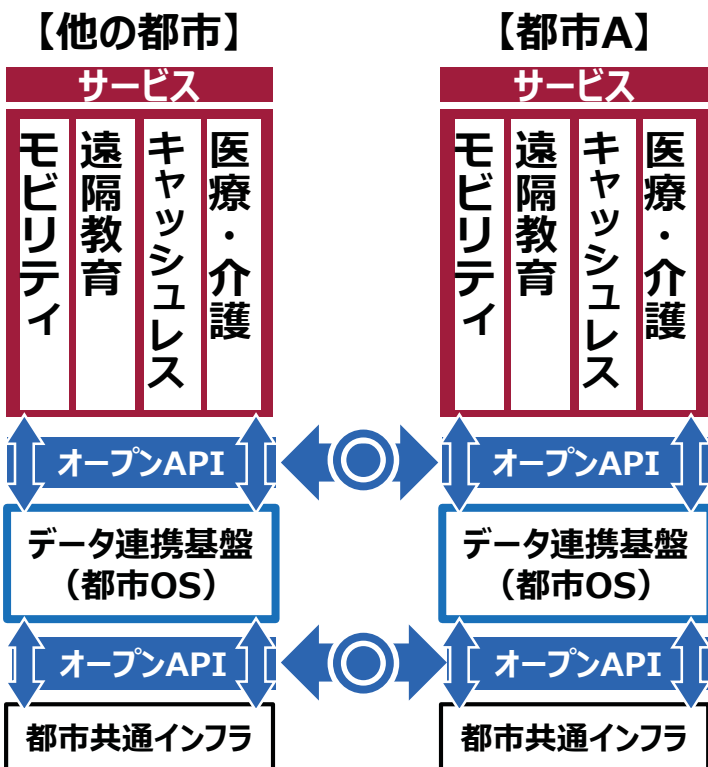 【他の都市】
サービス
モビリティ
遠隔教育
キャッシュレス
医療・介護
オープンAPI
データ連携基盤
（都市OS）
オープンAPI
都市共通インフラ
【都市A】
サービス
モビリティ
遠隔教育
キャッシュレス
医療・介護
オープンAPI
データ連携基盤
（都市OS）
オープンAPI
都市共通インフラ